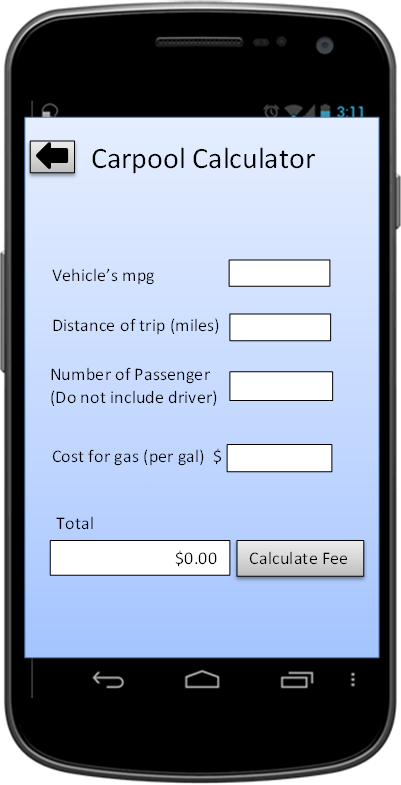 3:11
Carpool Calculator
Vehicle's mpg
Distance of trip (miles)
Number of Passenger
(Do not include driver)
Cost for gas (per gal) $
Total
$0.00 Calculate Fee